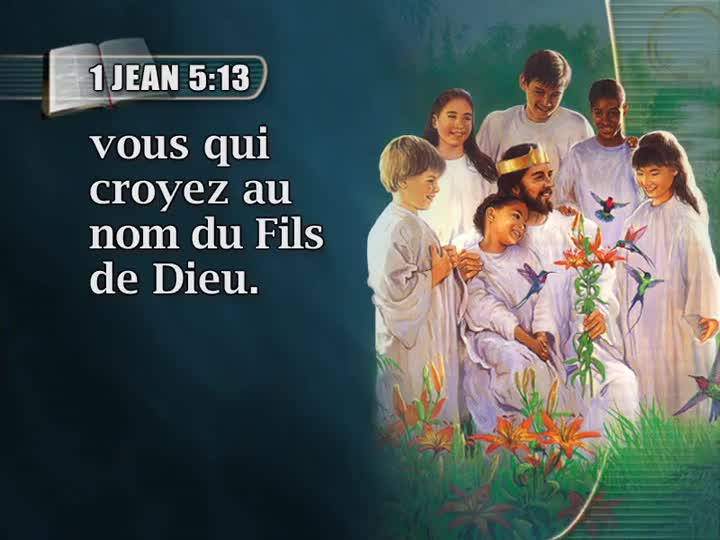 1 JEAN 5:13
vous qui
croyez au
nom du Fils
de Dieu.